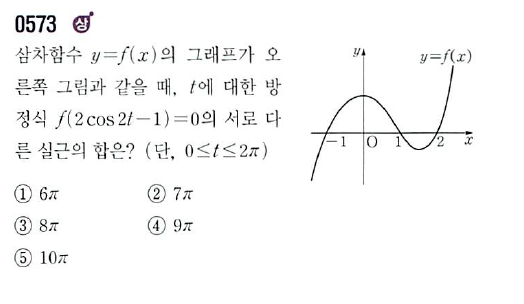 0573 상
삼차함수 y=f(x)의 그래프가 오
른쪽 그림과 같을 때, t에 대한 방
정식 f(2cos2t-1)=0의 서로 다
른 실근의 합은? (단, 0≤t≤2π)
① 6π ② 7π
③ 8π ④ 9π
⑤ 10π
y y=f(x)
-1 O 1 2 x